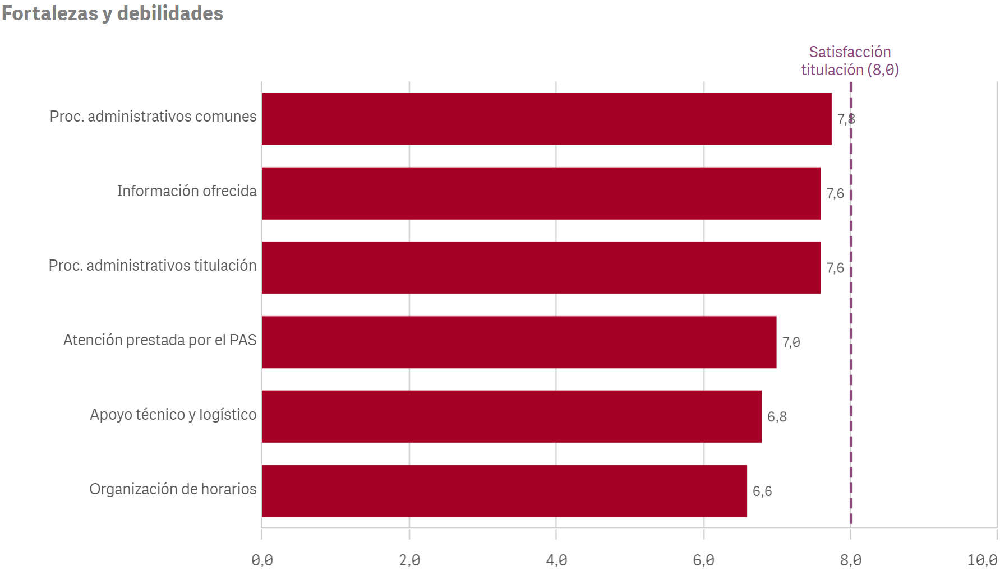 Fortalezas y debilidades
Satisfacción
titulación (8,0)
Proc. administrativos comunes
7,8
Información ofrecida
7,6
Proc. administrativos titulación
7,6
Atención prestada por el PAS
7,0
Apoyo técnico y logístico
6,8
Organización de horarios
6,6
0,0 2,0 4,0 6,0 8,0 10,0